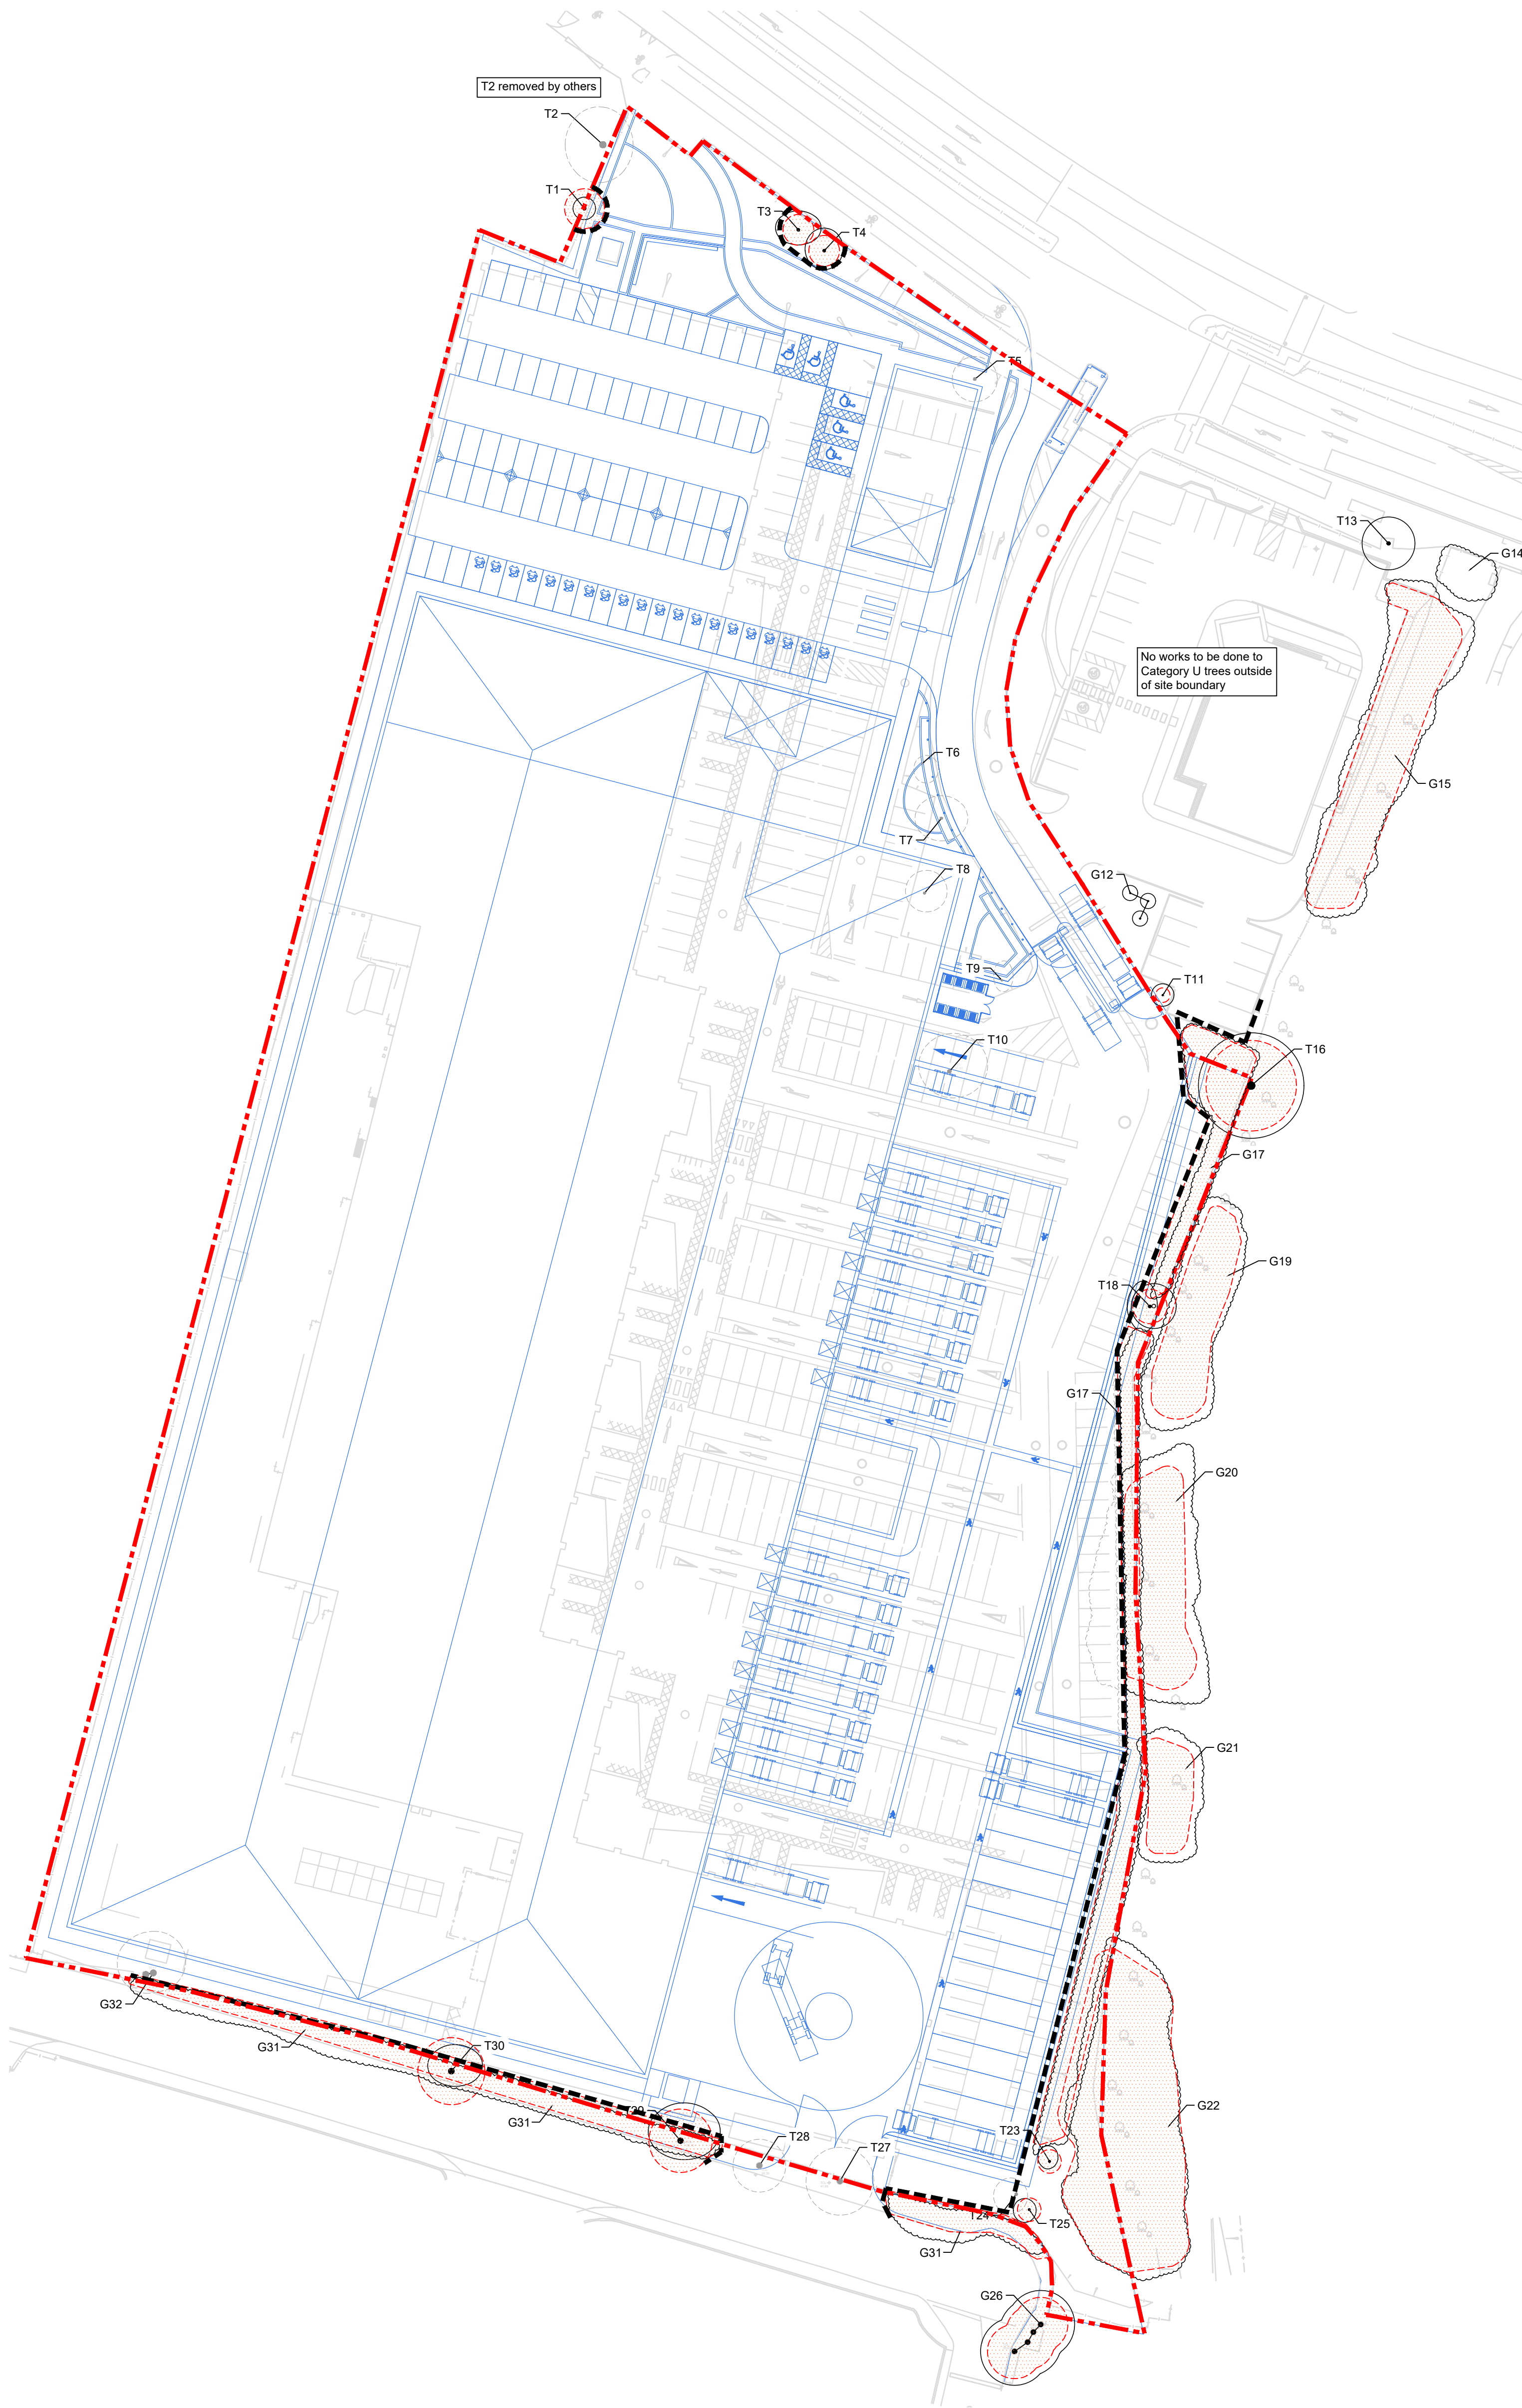 T2 removed by others
T2
T1
T3
T4
T5
T13
G14
No works to be done to
Category U trees outside
of site boundary
T6
G15
T7
T8
G12
T9
T11
T10
T16
G17
G19
T18
G17
G20
G21
G32
G31
T30
G31
T28
T27
T23
G22
T24
T25
G31
G26